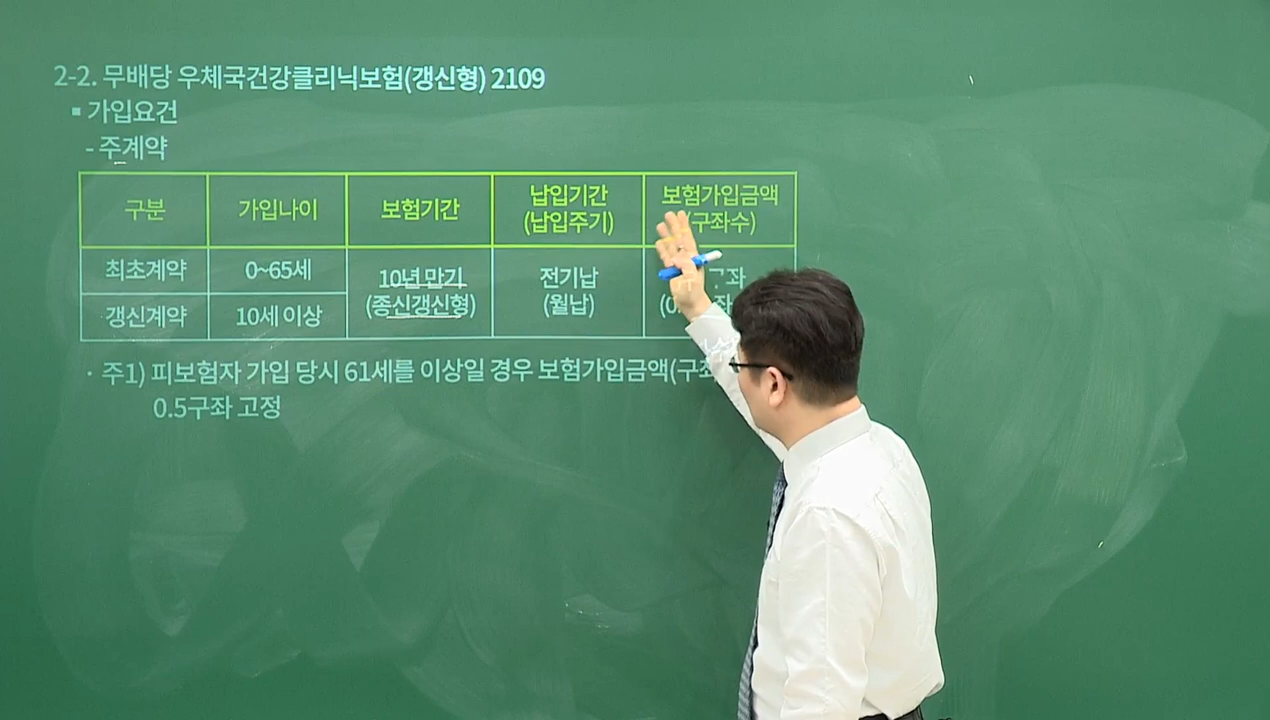 2-2. 무배당 우체국건강클리닉보험(갱신형) 2109
▪ 가입요건
- 주계약
구분 가입나이 보험기간 납입기간 (납입주기) 보험가입금액 (구좌수)
최초계약 0~65세 10년 만기 (종신갱신형) 전기납 (월납)
갱신계약 10세 이상
· 주1) 피보험자 가입 당시 61세를 이상일 경우 보험가입금액
0.5구좌 고정